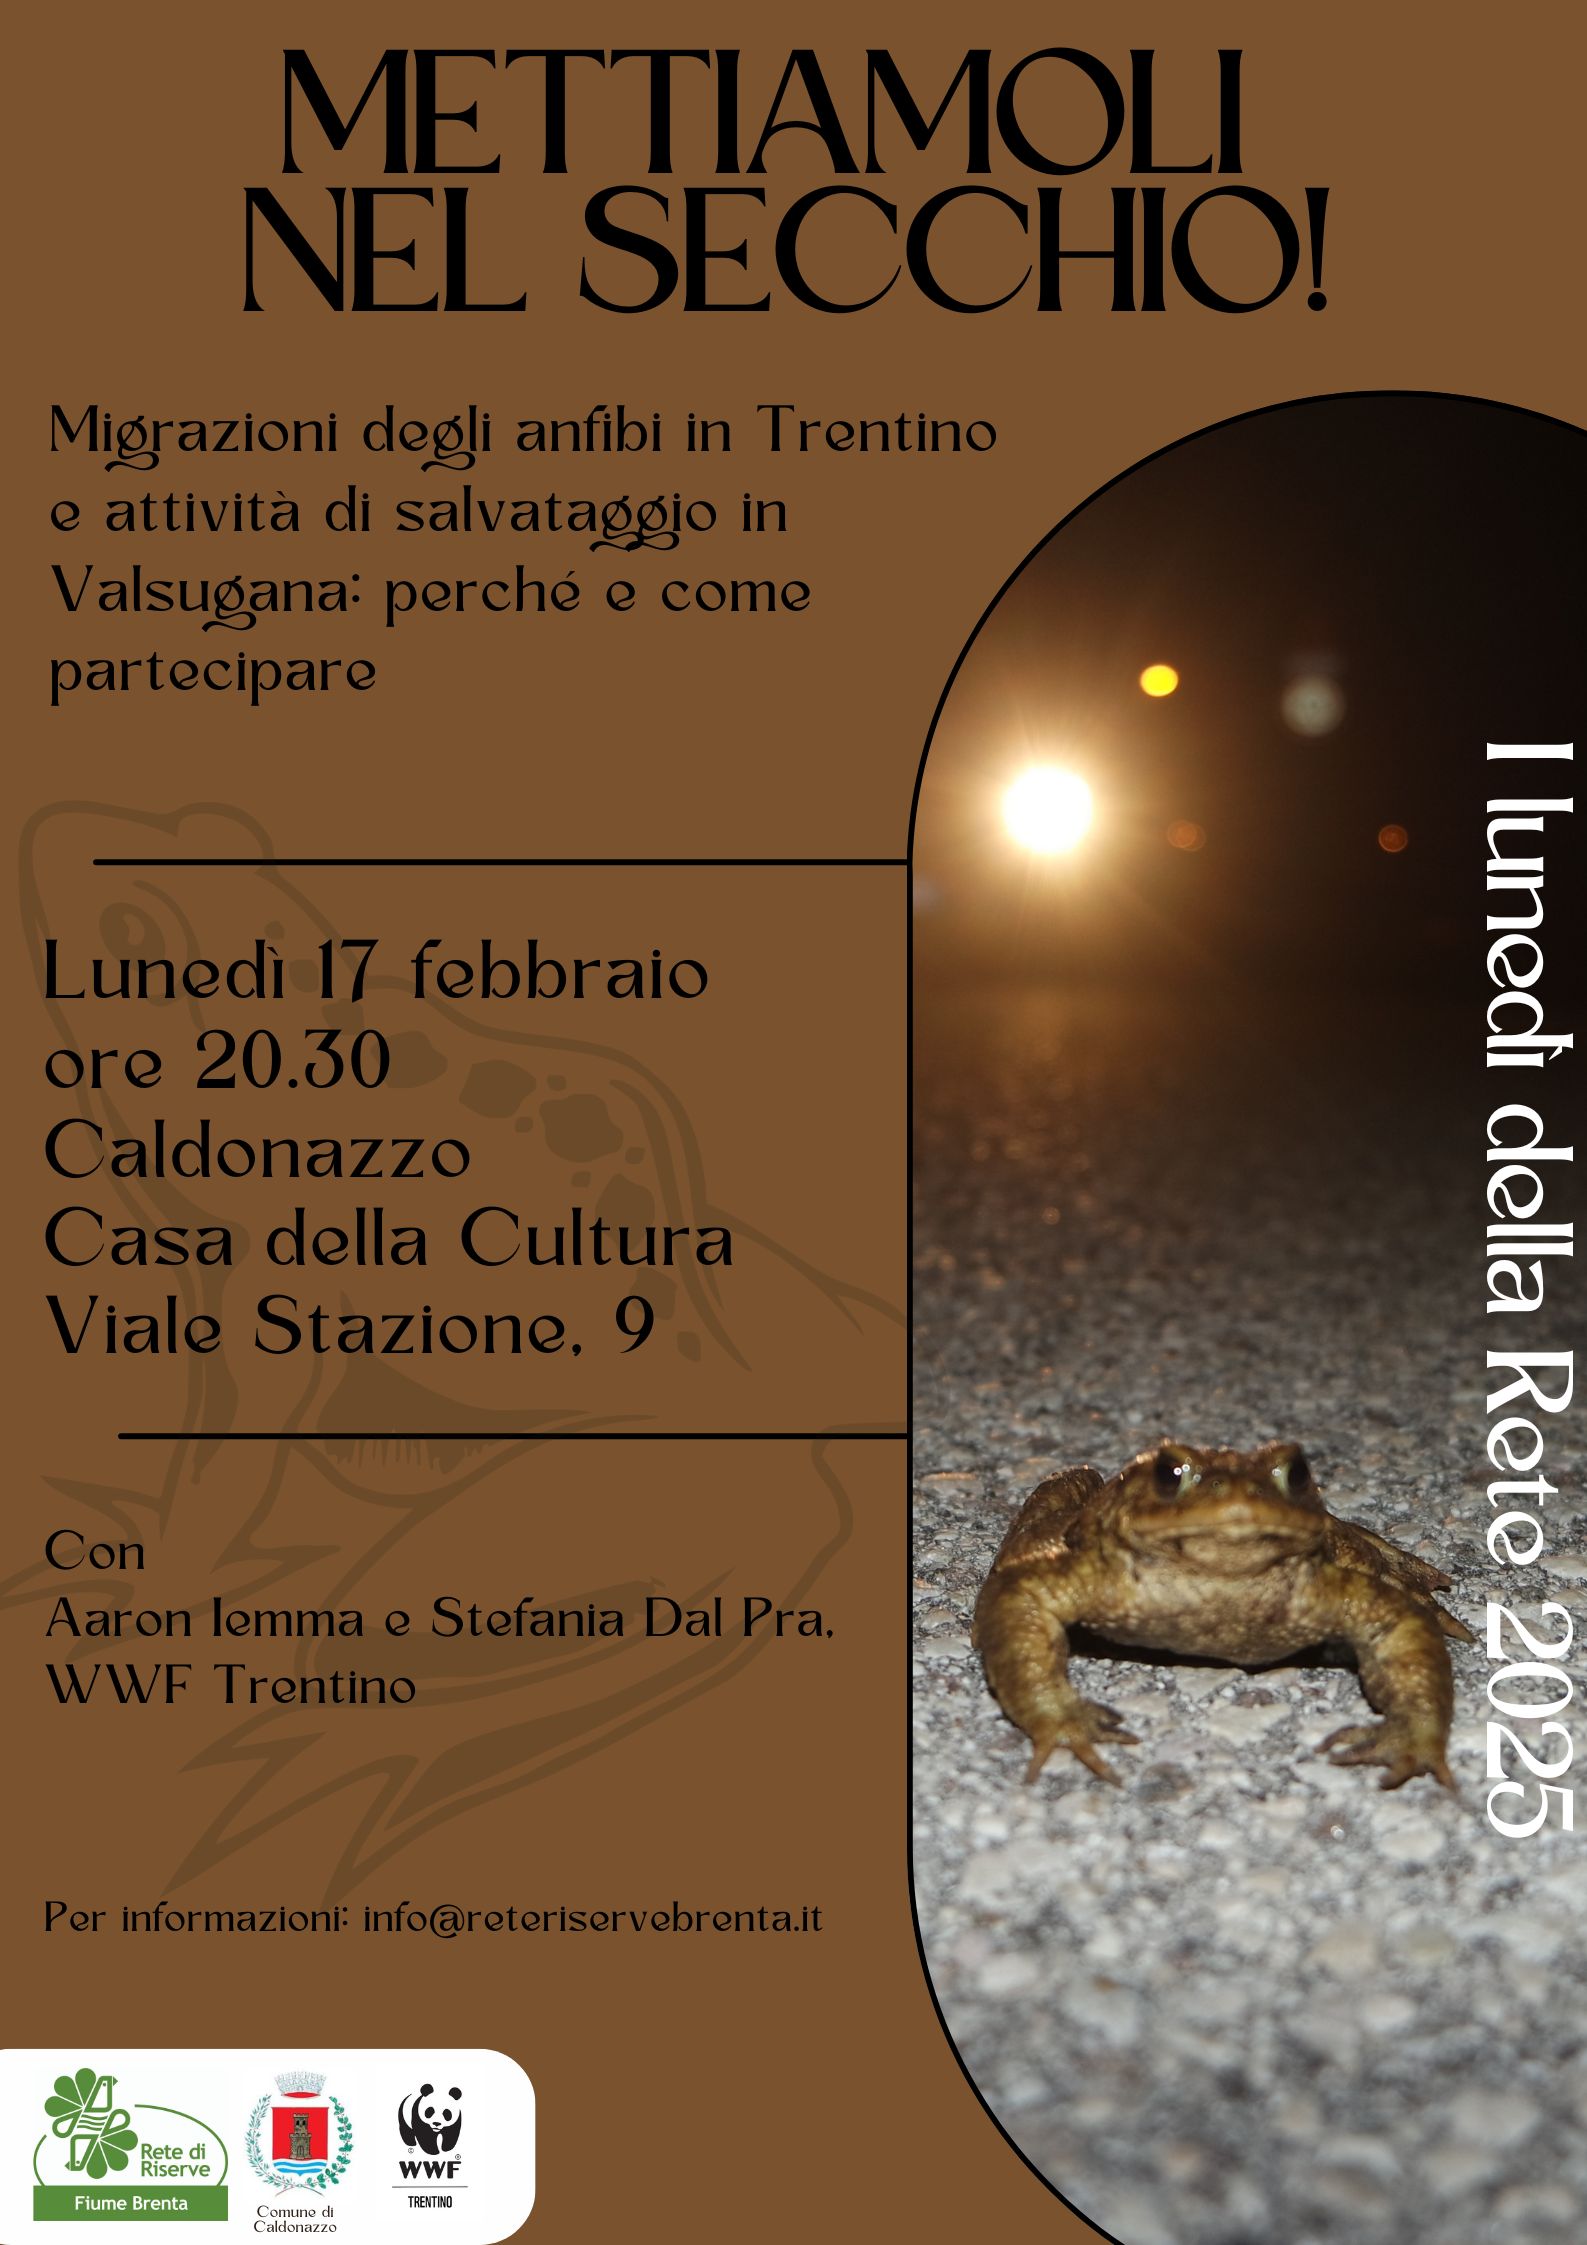 METTIAMOLI
NEL SECCHIO!
Migrazioni degli anfibi in Trentino
e attività di salvataggio in
Valsugana: perché e come
partecipare
I lunedì della Rete 2025
Lunedì 17 febbraio
ore 20.30
Caldonazzo
Casa della Cultura
Viale Stazione, 9
Con
Aaron Iemma e Stefania Dal Pra,
WWF Trentino
Per informazioni: info@reteriservebrenta.it
Rete di
Riserve
Fiume Brenta
Comune di
Caldonazzo
©
WWF®
TRENTINO